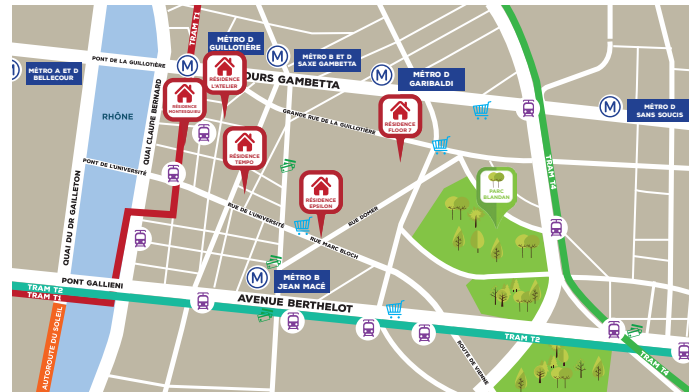 TRAM T1
MÉTRO D
GUILLOTIÈRE
MÉTRO B ET D
SAXE GAMBETTA
PONT DE LA GUILLOTIÈRE
MÉTRO A ET D
BELLECOUR
M
M
M
M
MÉTRO D
GARIBALDI
OURS GAMBETTA
RÉSIDENCE
L'ATELIER
RÉSIDENCE
MONTESQUIEU
QUAI CLAUDE BERNARD
RHÔNE
GRANDE RUE DE LA GUILLOTIÈRE
RÉSIDENCE
FLOOR 7
M
MÉTRO D
SANS SOUCIS
RÉSIDENCE
TEMPO
PONT DE L'UNIVERSITÉ
RÉSIDENCE
EPSILON
PARC
BLANDAN
TRAM T4
RUE DE L'UNIVERSITÉ
RUE DOMER
RUE MARC BLOCH
QUAI DU DR GAILLETON
PONT GALLIENI
M
MÉTRO B
JEAN MACÉ
TRAM T2
TRAM T1
AVENUE BERTHELOT
AUTOROUTE DU SOLEIL
TRAM T2
ROUTE DE VIENNE
TRAM T4